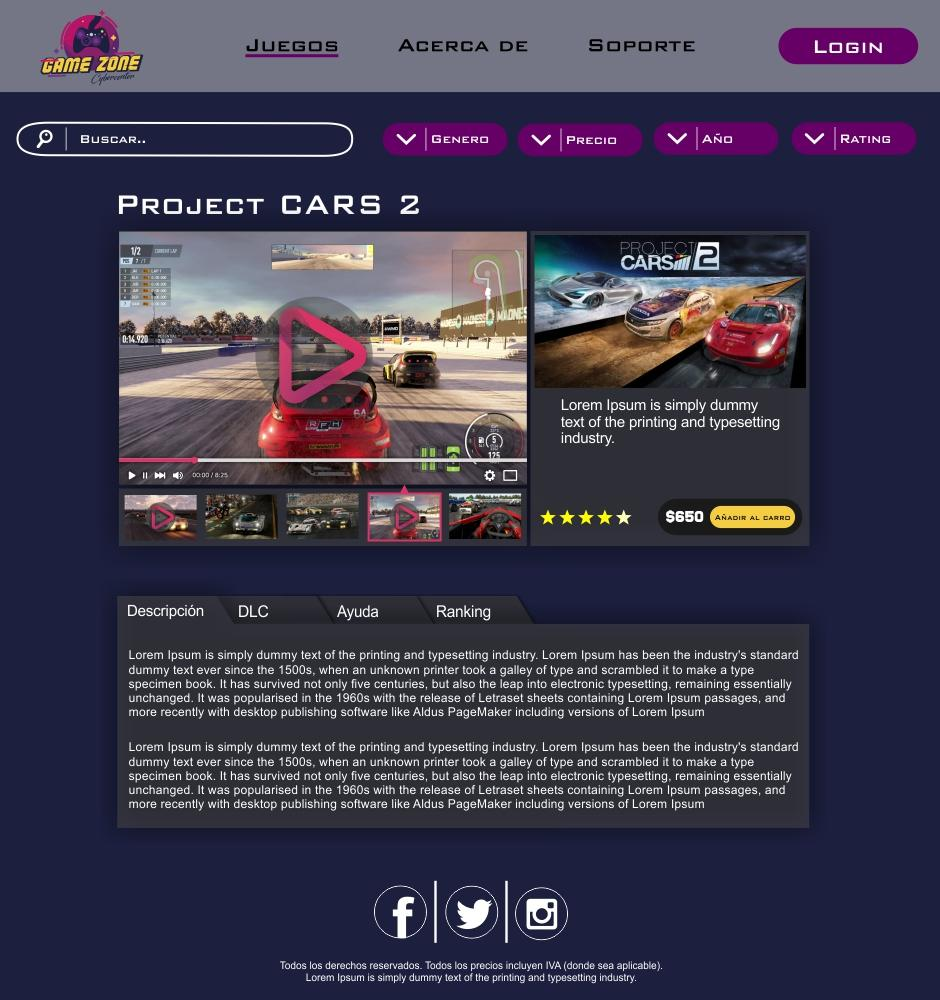 GAME ZONE
Cybercenter
Juegos
Acerca de
Soporte
Login
Buscar..
Genero
Precio
Año
Rating
Project CARS 2
1/2
CURRENT LAP
0:14.920
MADNESS
64
5
125
00:00 / 6:25
PROJECT
CARS 2
Lorem Ipsum is simply dummy
text of the printing and typesetting
industry.
$650
Añadir al carro
Descripción
DLC
Ayuda
Ranking
Lorem Ipsum is simply dummy text of the printing and typesetting industry. Lorem Ipsum has been the industry's standard
dummy text ever since the 1500s, when an unknown printer took a galley of type and scrambled it to make a type
specimen book. It has survived not only five centuries, but also the leap into electronic typesetting, remaining essentially
unchanged. It was popularised in the 1960s with the release of Letraset sheets containing Lorem Ipsum passages, and
more recently with desktop publishing software like Aldus PageMaker including versions of Lorem Ipsum
Lorem Ipsum is simply dummy text of the printing and typesetting industry. Lorem Ipsum has been the industry's standard
dummy text ever since the 1500s, when an unknown printer took a galley of type and scrambled it to make a type
specimen book. It has survived not only five centuries, but also the leap into electronic typesetting, remaining essentially
unchanged. It was popularised in the 1960s with the release of Letraset sheets containing Lorem Ipsum passages, and
more recently with desktop publishing software like Aldus PageMaker including versions of Lorem Ipsum
Todos los derechos reservados. Todos los precios incluyen IVA (donde sea aplicable).
Lorem Ipsum is simply dummy text of the printing and typesetting industry.